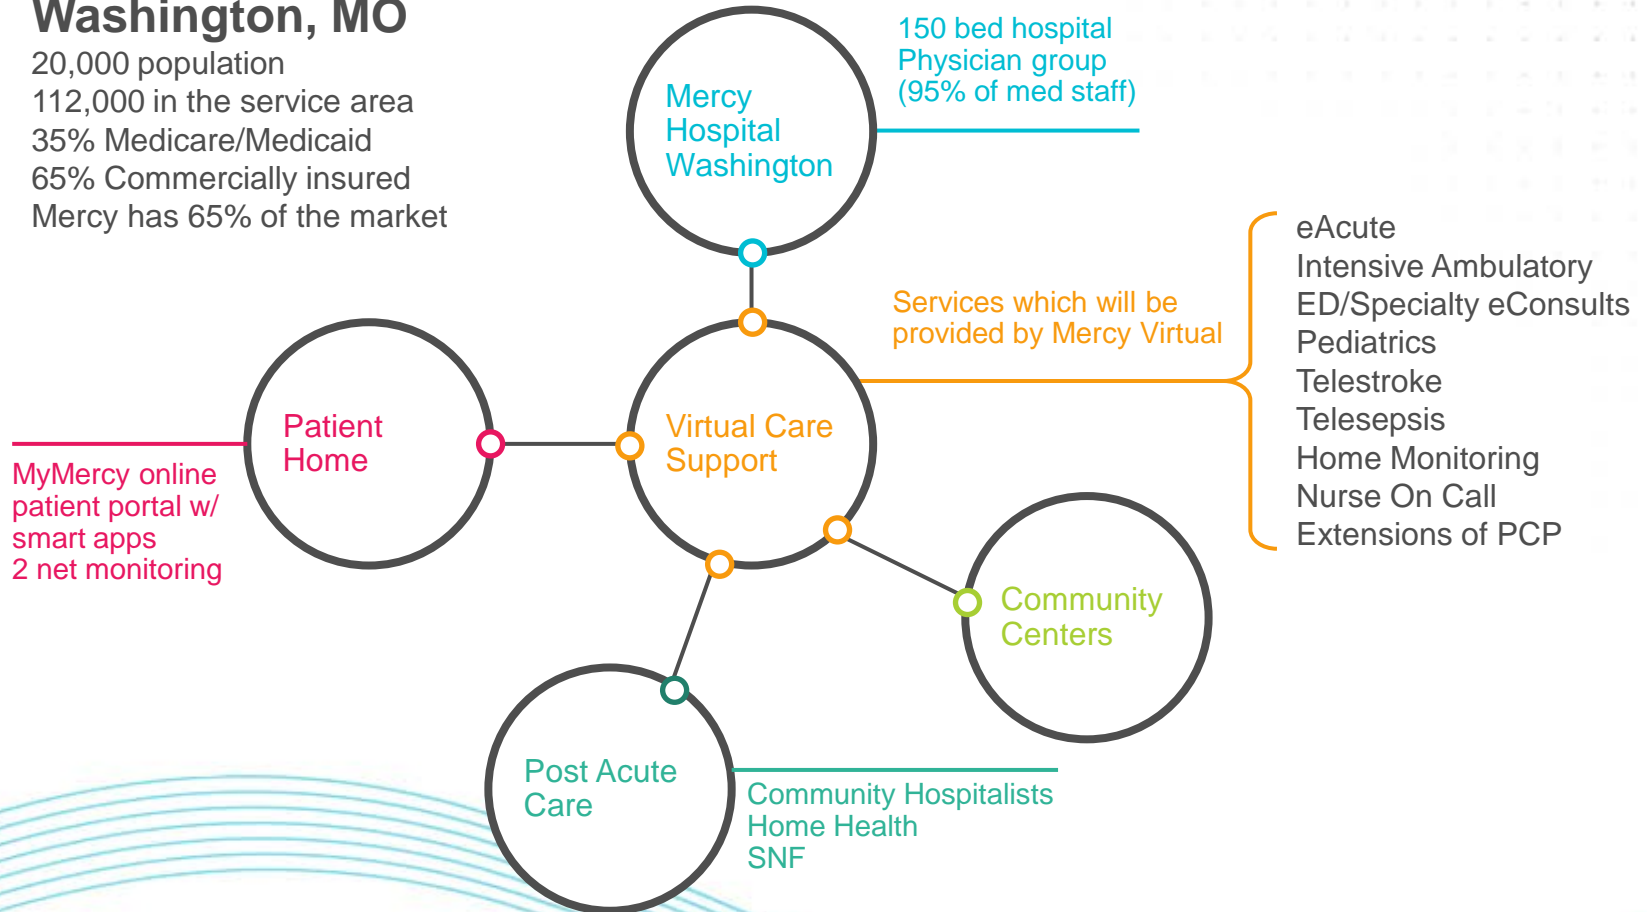 Washington, MO
20,000 population
112,000 in the service area
35% Medicare/Medicaid
65% Commercially insured
Mercy has 65% of the market
Mercy
Hospital
Washington
150 bed hospital
Physician group
(95% of med staff)
Services which will be
provided by Mercy Virtual
eAcute
Intensive Ambulatory
ED/Specialty eConsults
Pediatrics
Telestroke
Telesepsis
Home Monitoring
Nurse On Call
Extensions of PCP
Patient
Home
MyMercy online
patient portal w/
smart apps
2 net monitoring
Virtual Care
Support
Community
Centers
Post Acute
Care
Community Hospitalists
Home Health
SNF